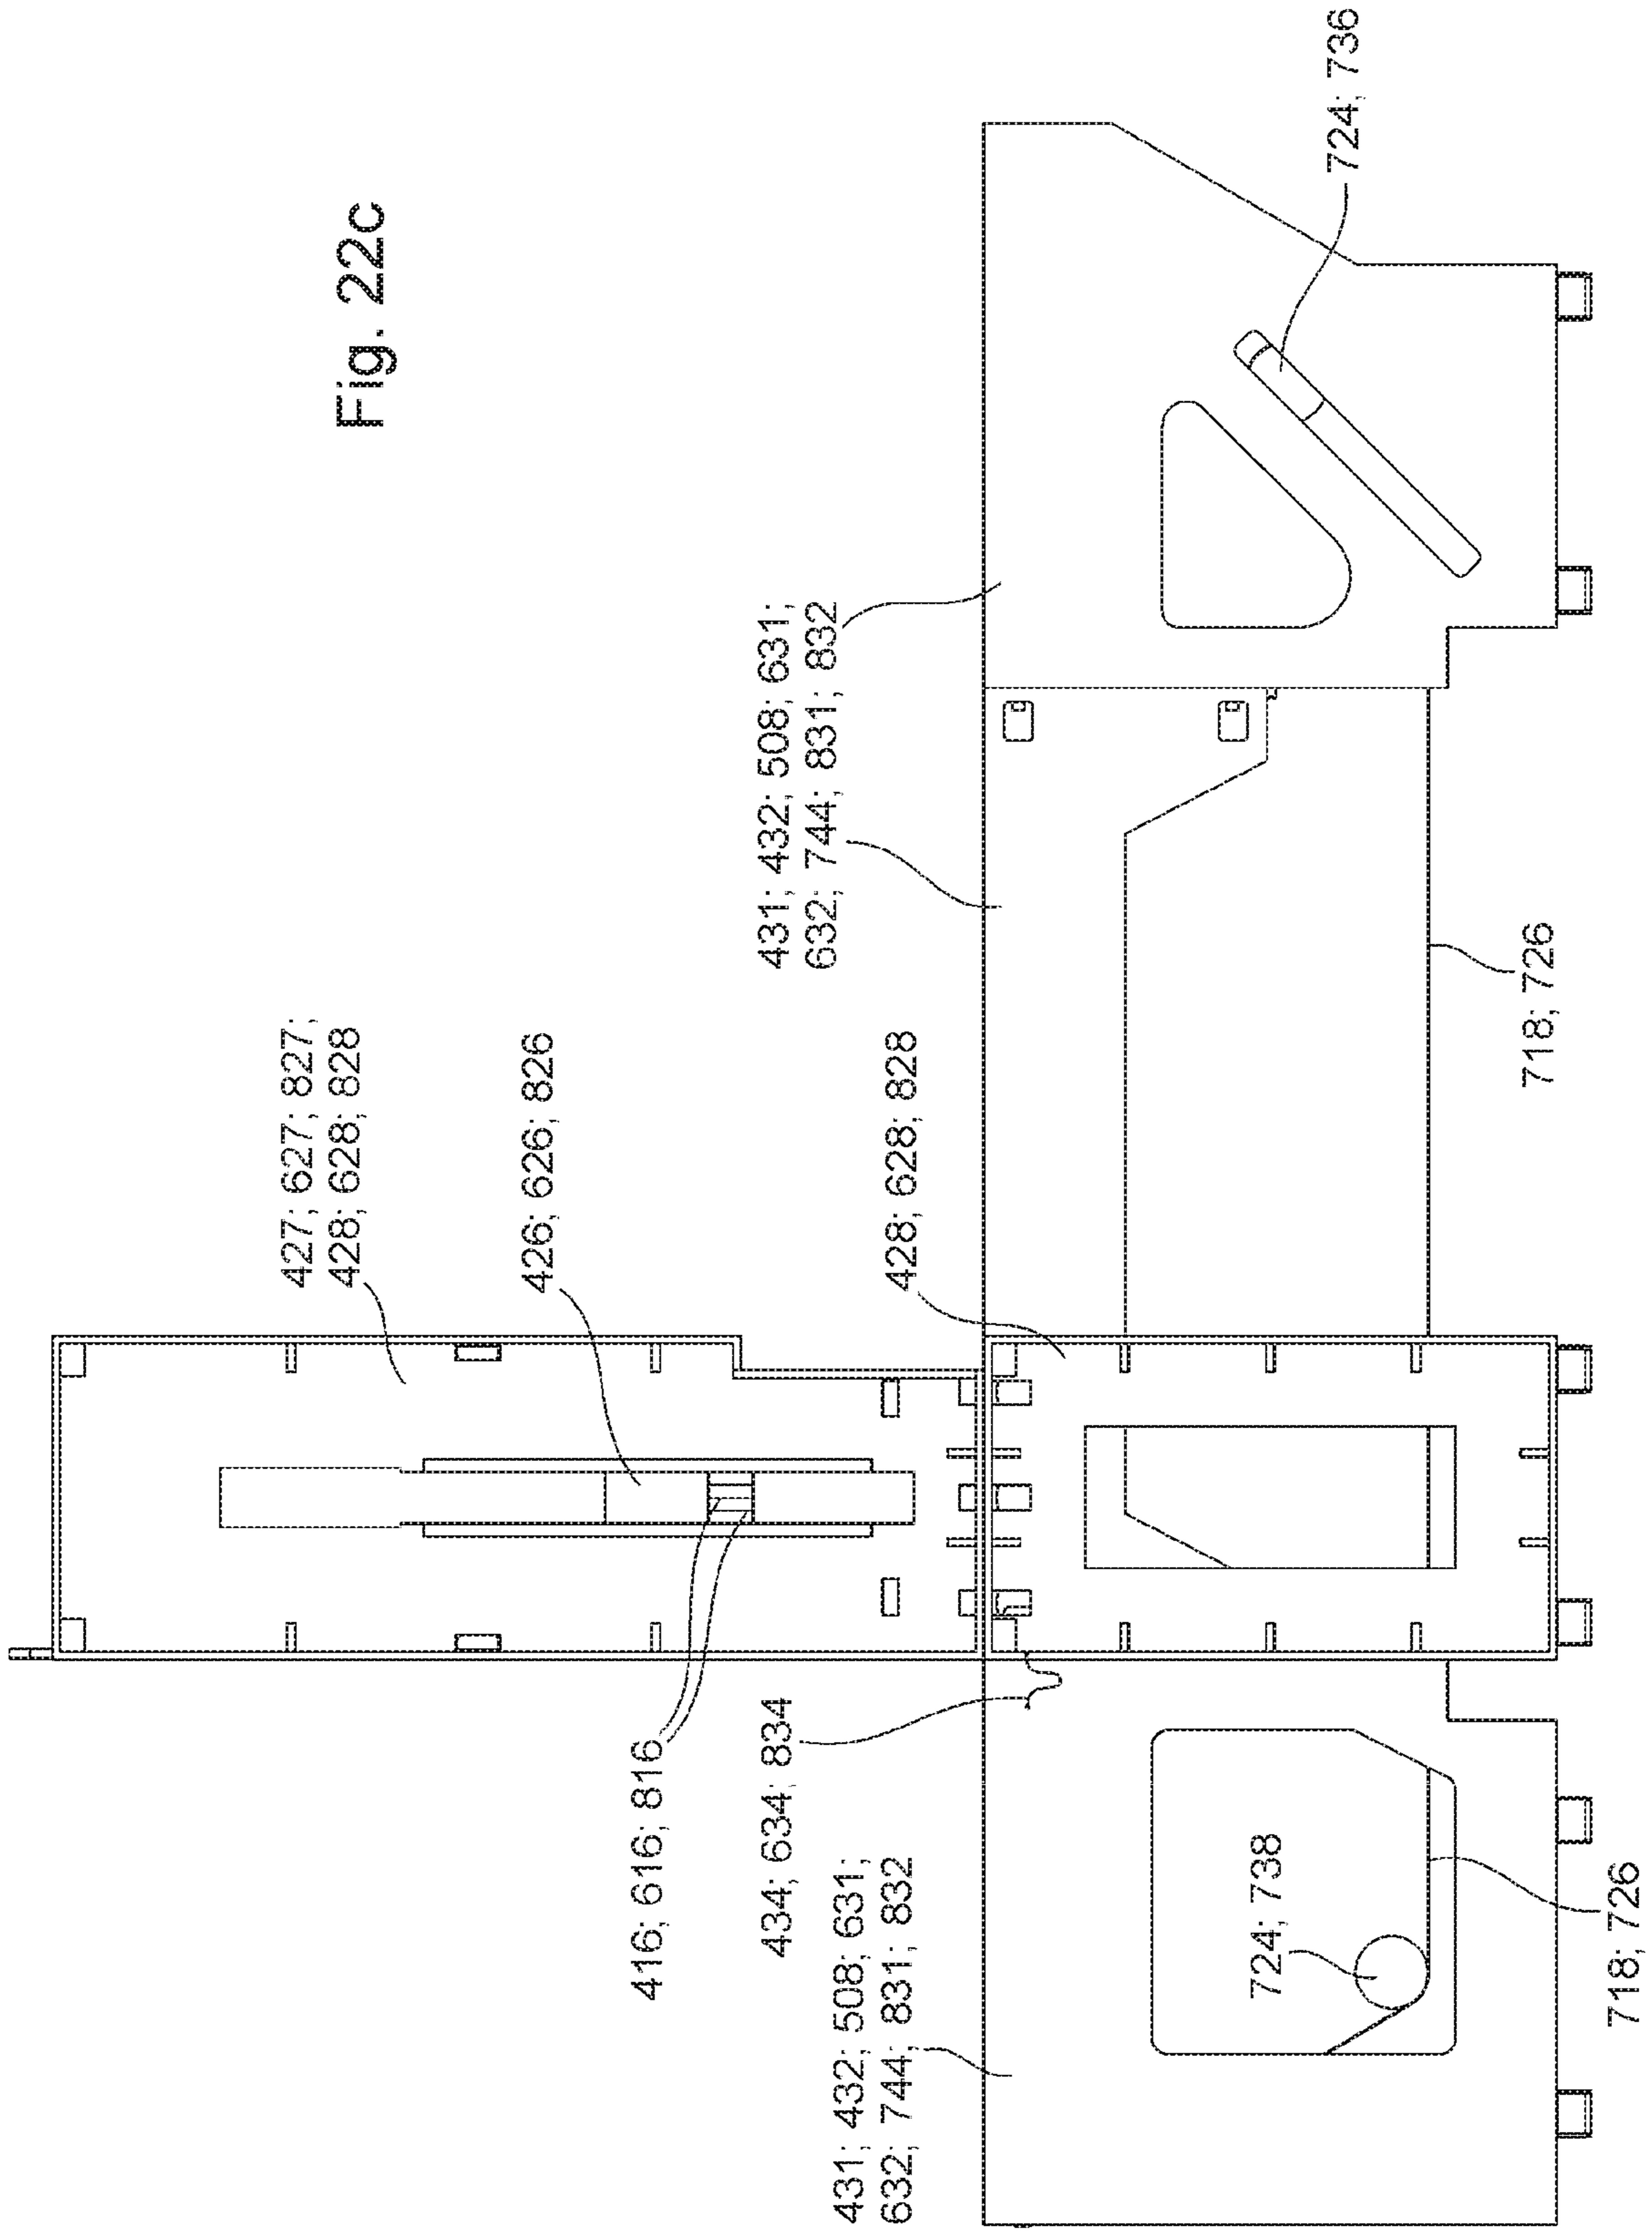 Fig. 22c
427; 627; 827;
428; 628; 828
426; 626; 826
416; 616; 816
434; 634; 834
431; 432; 508; 631;
632; 744; 831; 832
428; 628; 828
431; 432; 508; 631;
632; 744; 831; 832
724; 736
724; 738
718; 726
718; 726